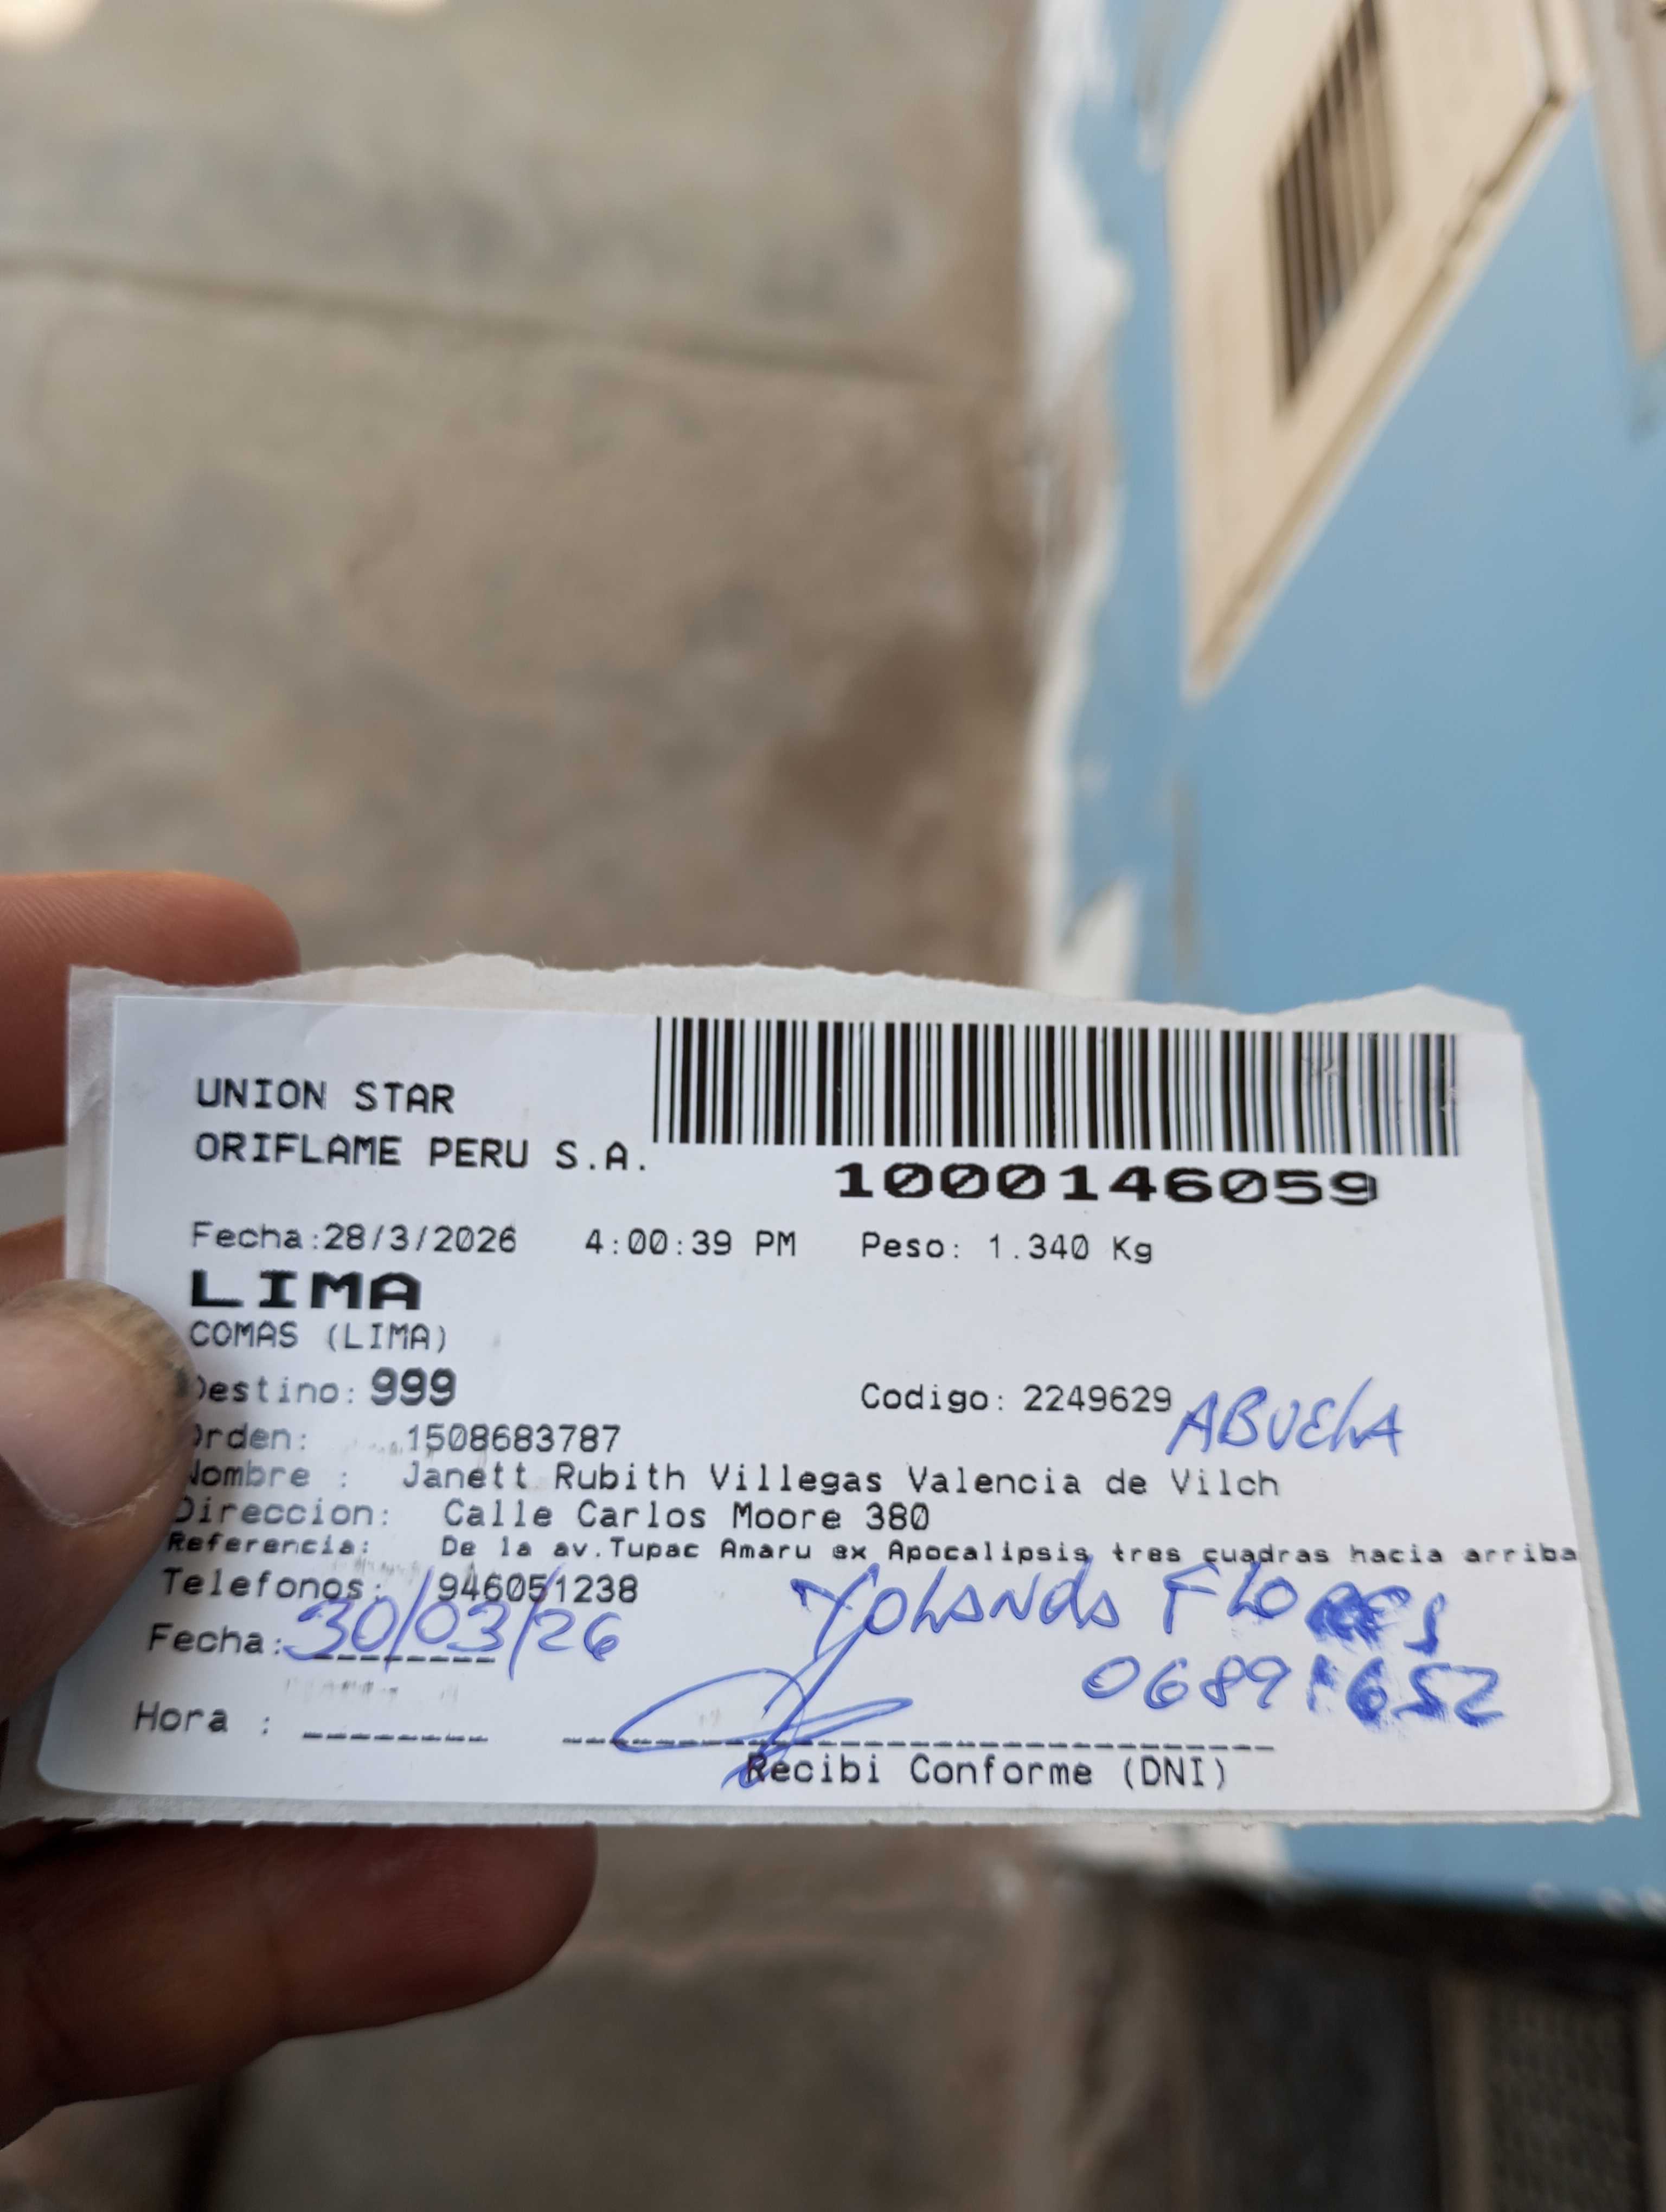 UNION STAR
ORIFLAME PERU S.A.
1000146059
Fecha:28/3/2026 4:00:39 PM Peso: 1.340 Kg
LIMA
COMAS (LIMA)
Destino: 999 Codigo: 2249629 ABUELA
Orden: 1508683787
Nombre : Janett Rubith Villegas Valencia de Vilch
Direccion: Calle Carlos Moore 380
Referencia: De la av.Tupac Amaru ex Apocalipsis tres cuadras hacia arriba
Telefonos: 946051238
Yolanda Flores
Fecha: 30/03/26
Hora :
Recibi Conforme (DNI)